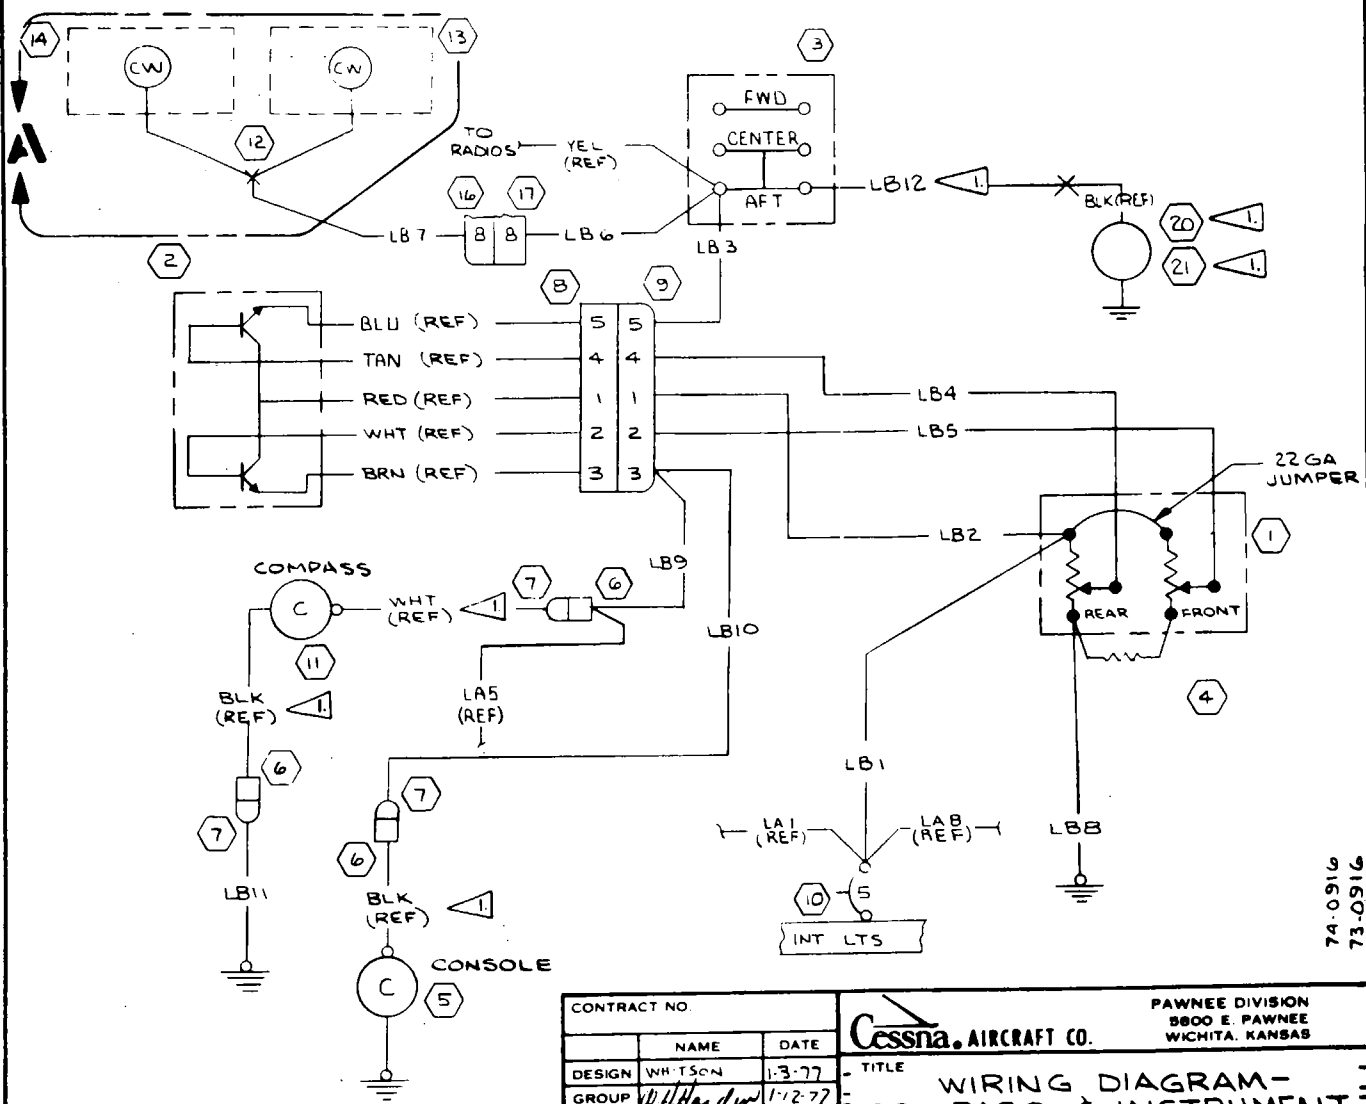 14
13
CW
CW
3
FWD
CENTER
AFT
A
12
TO
RADIOS
YEL
(REF)
16
17
LB7
8
8
LB6
LB3
LB12
1.
BLK(REF)
20
1.
21
1.
2
8
9
BLU (REF)
5
5
TAN (REF)
4
4
LB4
RED (REF)
1
1
WHT (REF)
2
2
LB5
BRN (REF)
3
3
22 GA
JUMPER
LB2
1
REAR
FRONT
4
LB9
LB10
COMPASS
C
WHT
(REF)
1.
7
6
11
BLK
(REF)
1.
LA5
(REF)
6
7
LB11
7
6
BLK
(REF)
1.
CONSOLE
C
5
LB1
LA1
(REF)
LA8
(REF)
LB8
10
5
INT LTS
74-0916
73-0916
CONTRACT NO.
NAME
DATE
DESIGN
1-3-77
GROUP
1-12-77
Cessna. AIRCRAFT CO.
PAWNEE DIVISION
5800 E. PAWNEE
WICHITA, KANSAS
TITLE
WIRING DIAGRAM-
INSTRUMENT